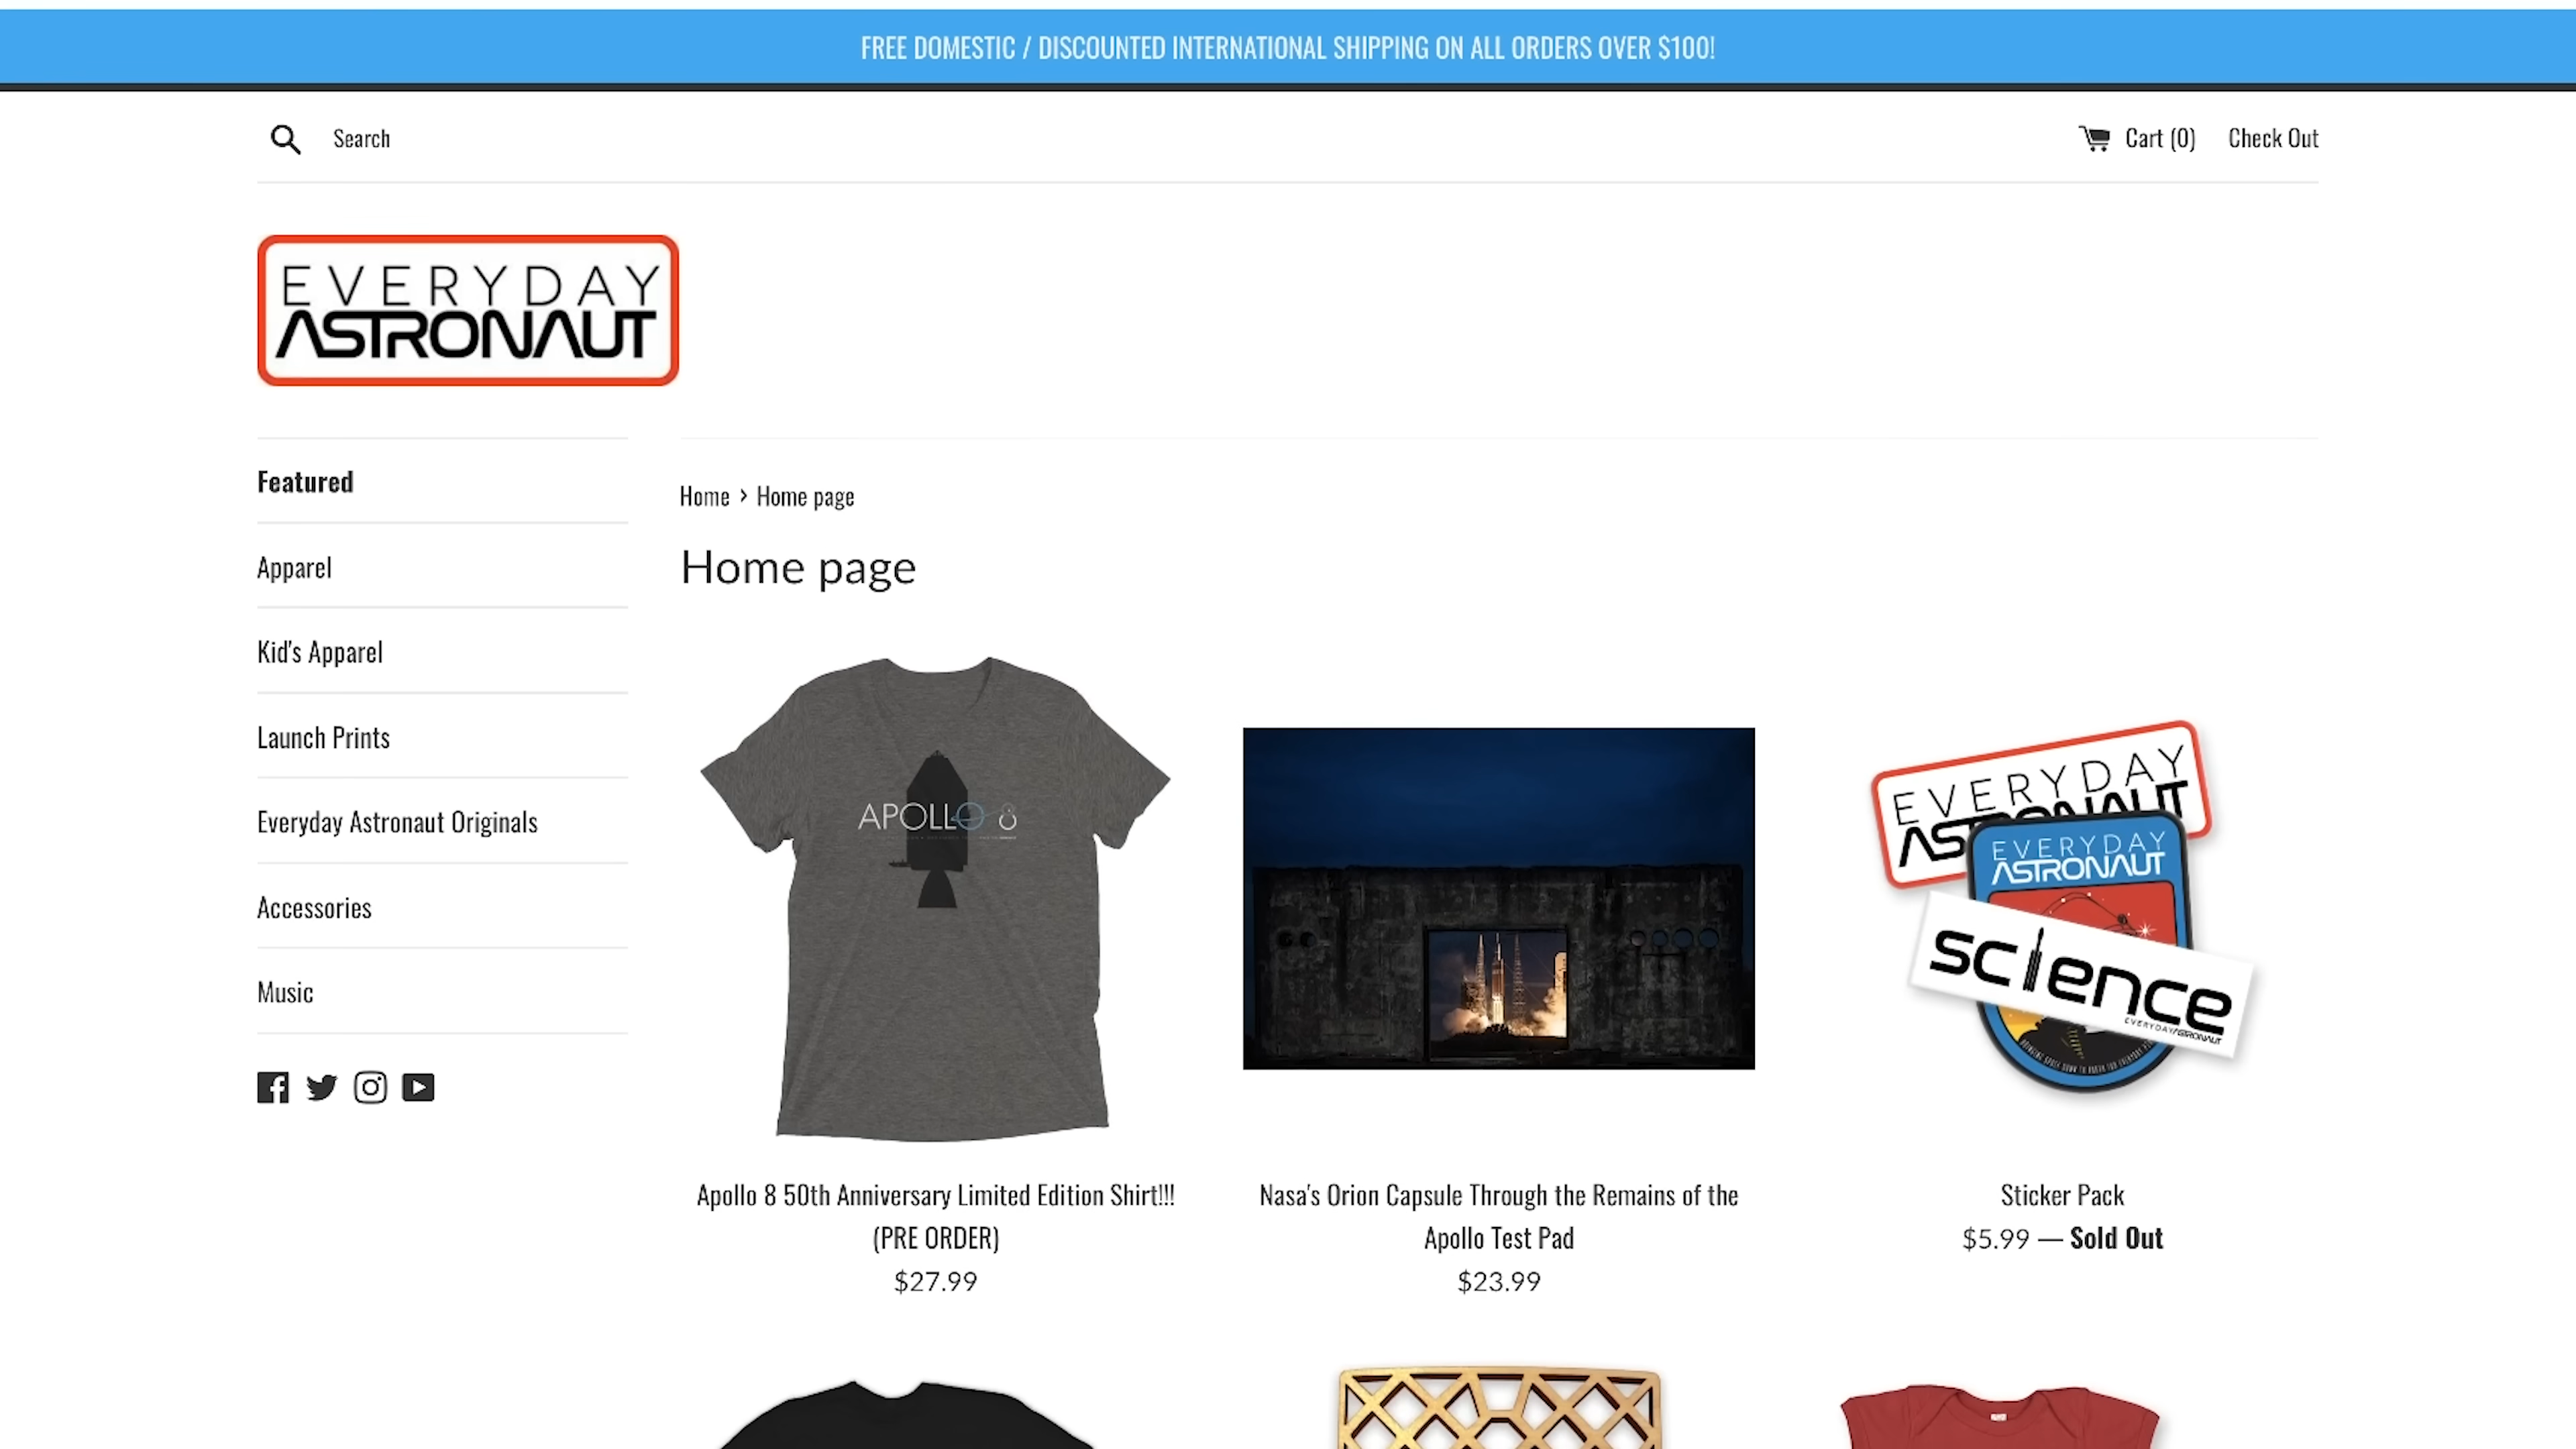 FREE DOMESTIC / DISCOUNTED INTERNATIONAL SHIPPING ON ALL ORDERS OVER $100!
Search
Cart (0) Check Out
EVERYDAY
ASTRONAUT
Featured
Apparel
Kid's Apparel
Launch Prints
Everyday Astronaut Originals
Accessories
Music
Home › Home page
Home page
APOLLO 8
EVERYDAY
ASTRONAUT
EVERYDAY
ASTRONAUT
science
EVERYDAY ASTRONAUT
Apollo 8 50th Anniversary Limited Edition Shirt!!!
(PRE ORDER)
$27.99
Nasa's Orion Capsule Through the Remains of the
Apollo Test Pad
$23.99
Sticker Pack
$5.99 — Sold Out